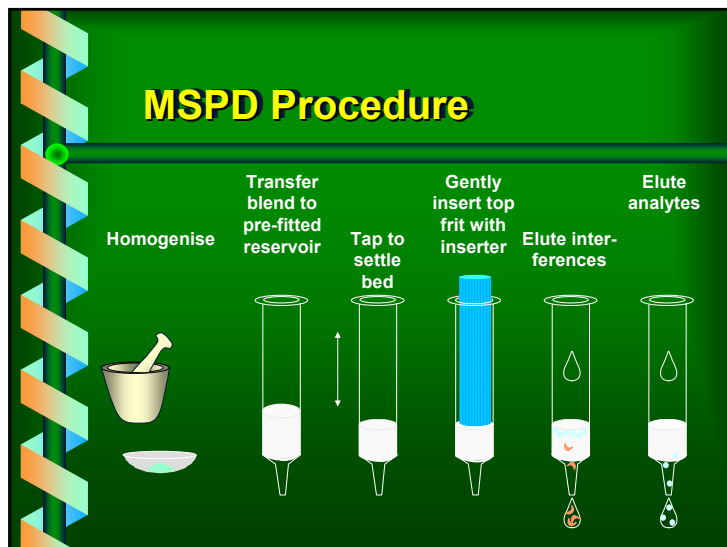 MSPD Procedure
Homogenise
Transfer
blend to
pre-fitted
reservoir
Tap to
settle
bed
Gently
insert top
frit with
inserter
Elute inter-
ferences
Elute
analytes